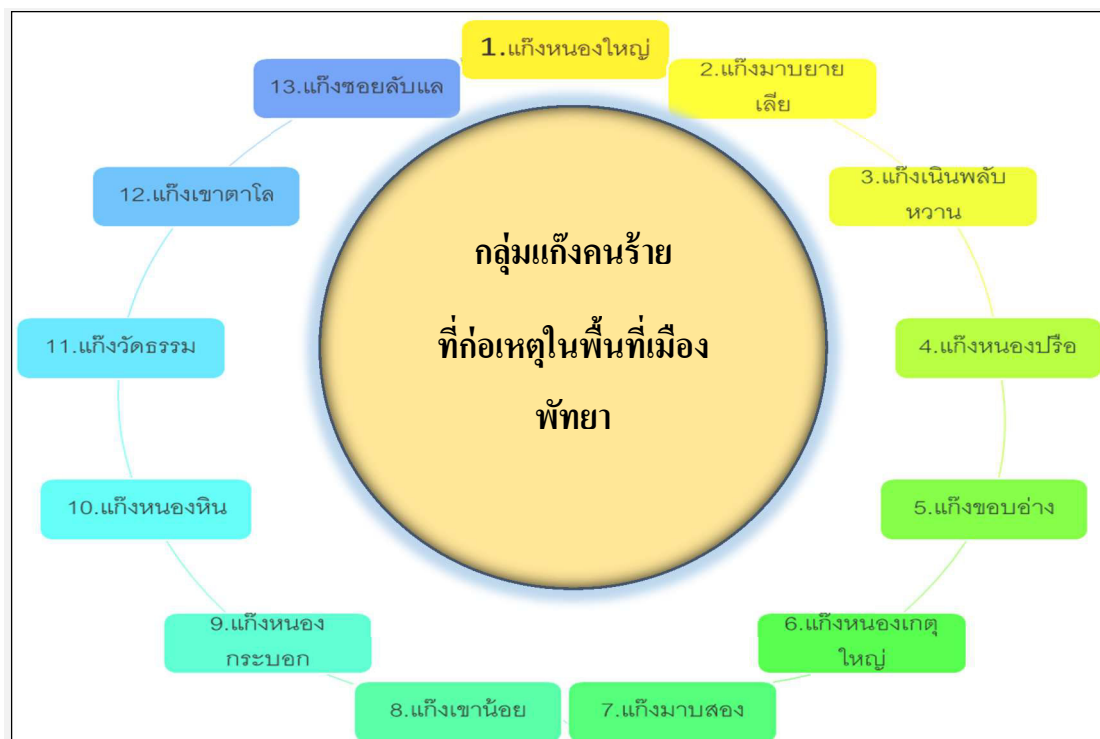 1.แก๊งหนองใหญ่
2.แก๊งมาบยาย
เลีย
3.แก๊งเนินพลับ
หวาน
4.แก๊งหนองปรือ
5.แก๊งขอบอ่าง
6.แก๊งหนองเกตุ
ใหญ่
7.แก๊งมาบสอง
8.แก๊งเขาน้อย
9.แก๊งหนอง
กระบอก
10.แก๊งหนองหิน
11.แก๊งวัดธรรม
12.แก๊งเขาตาโล
13.แก๊งซอยลับแล
กลุ่มแก๊งคนร้าย
ที่ก่อเหตุในพื้นที่เมือง
พัทยา